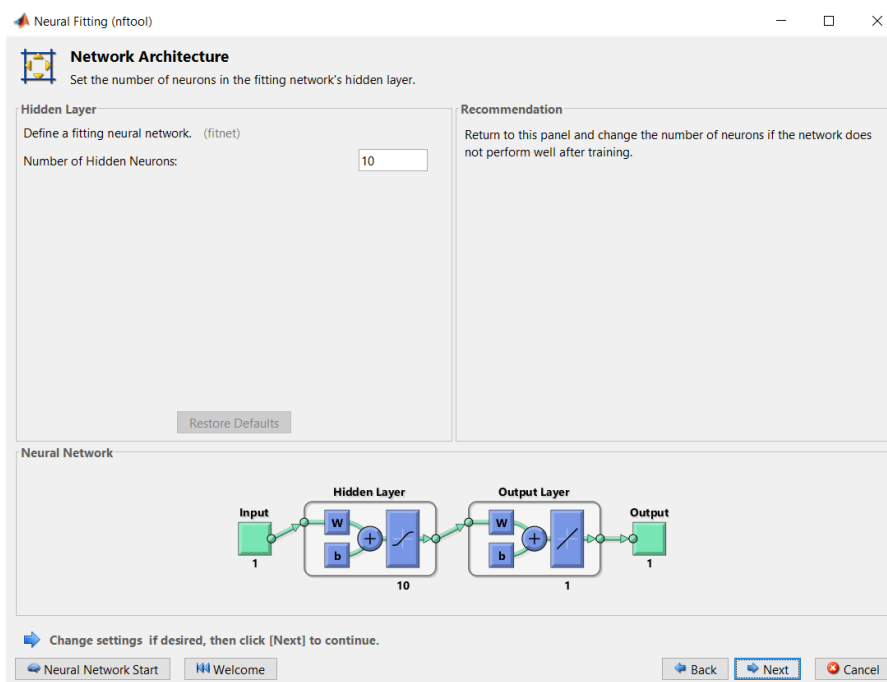 Neural Fitting (nftool)
Network Architecture
Set the number of neurons in the fitting network's hidden layer.
Hidden Layer
Define a fitting neural network. (fitnet)
Number of Hidden Neurons: 10
Restore Defaults
Recommendation
Return to this panel and change the number of neurons if the network does
not perform well after training.
Neural Network
Hidden Layer Output Layer
Input Output
W W
b b
1 1
10 1
Change settings if desired, then click [Next] to continue.
Neural Network Start Welcome Back Next Cancel